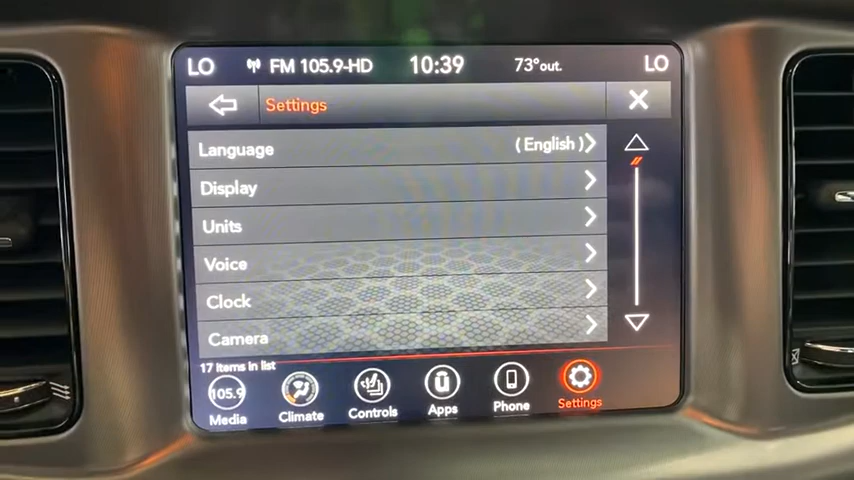 LO FM 105.9-HD 10:39 73°out. LO
Settings
Language (English)
Display
Units
Voice
Clock
Camera
17 Items in list
105.9
Media Climate Controls Apps Phone Settings